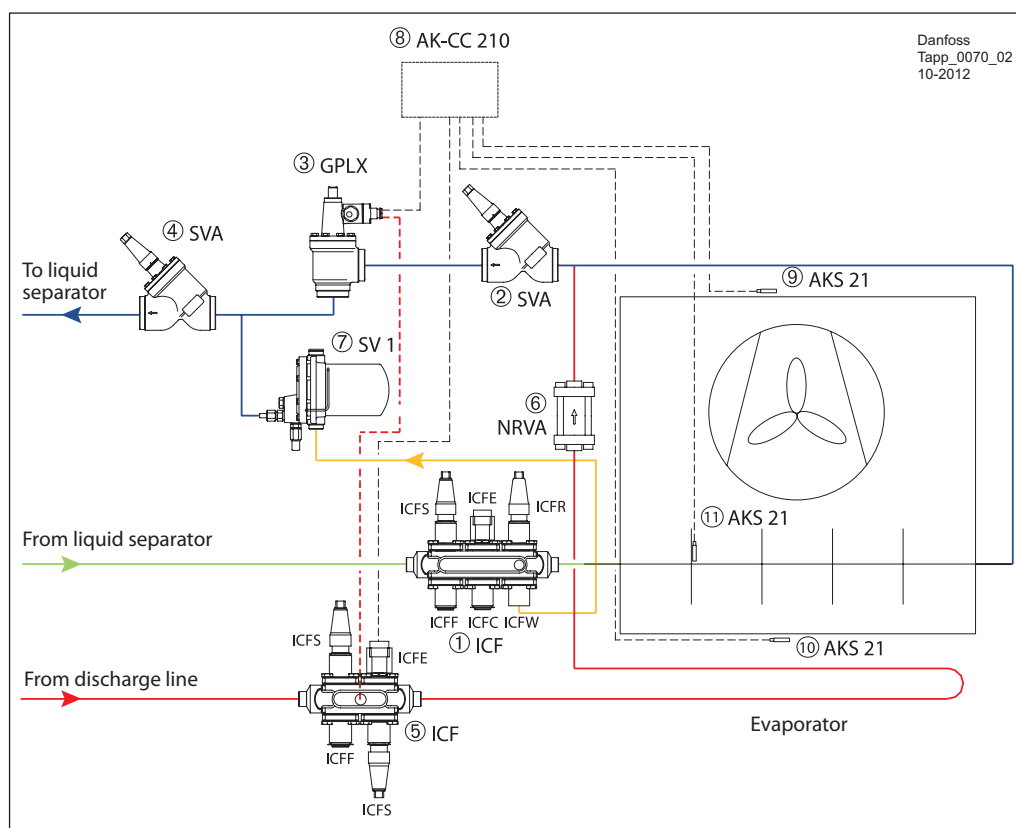 ⑧ AK-CC 210
Danfoss
Tapp_0070_02
10-2012
③ GPLX
④ SVA
To liquid
separator
② SVA
⑨ AKS 21
⑦ SV 1
⑥
NRVA
ICFS
ICFE
ICFR
⑪ AKS 21
From liquid separator
ICFF
ICFC
ICFW
① ICF
ICFS
ICFE
⑩ AKS 21
From discharge line
⑤ ICF
Evaporator
ICFF
ICFS